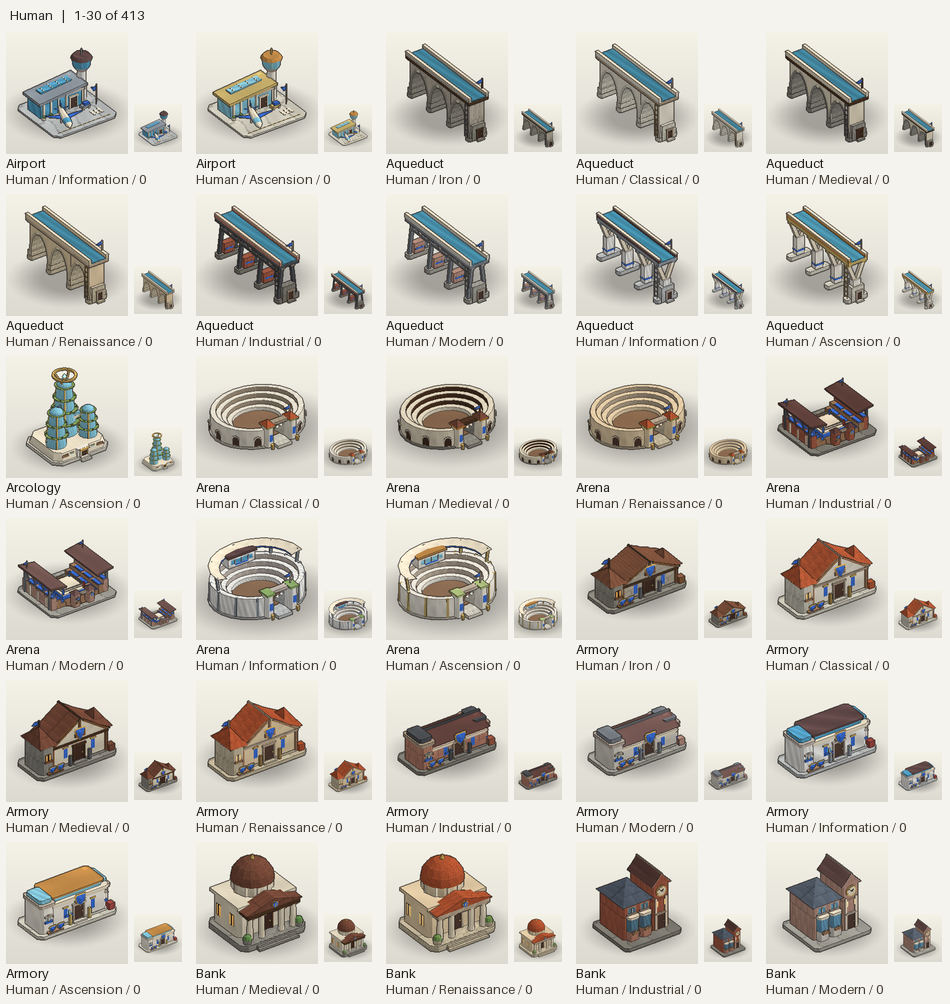 Human | 1-30 of 413
Airport
Human / Information / 0
Airport
Human / Ascension / 0
Aqueduct
Human / Iron / 0
Aqueduct
Human / Classical / 0
Aqueduct
Human / Medieval / 0
Aqueduct
Human / Renaissance / 0
Aqueduct
Human / Industrial / 0
Aqueduct
Human / Modern / 0
Aqueduct
Human / Information / 0
Aqueduct
Human / Ascension / 0
Arcology
Human / Ascension / 0
Arena
Human / Classical / 0
Arena
Human / Medieval / 0
Arena
Human / Renaissance / 0
Arena
Human / Industrial / 0
Arena
Human / Modern / 0
Arena
Human / Information / 0
Arena
Human / Ascension / 0
Armory
Human / Iron / 0
Armory
Human / Classical / 0
Armory
Human / Medieval / 0
Armory
Human / Renaissance / 0
Armory
Human / Industrial / 0
Armory
Human / Modern / 0
Armory
Human / Information / 0
Armory
Human / Ascension / 0
Bank
Human / Medieval / 0
Bank
Human / Renaissance / 0
Bank
Human / Industrial / 0
Bank
Human / Modern / 0